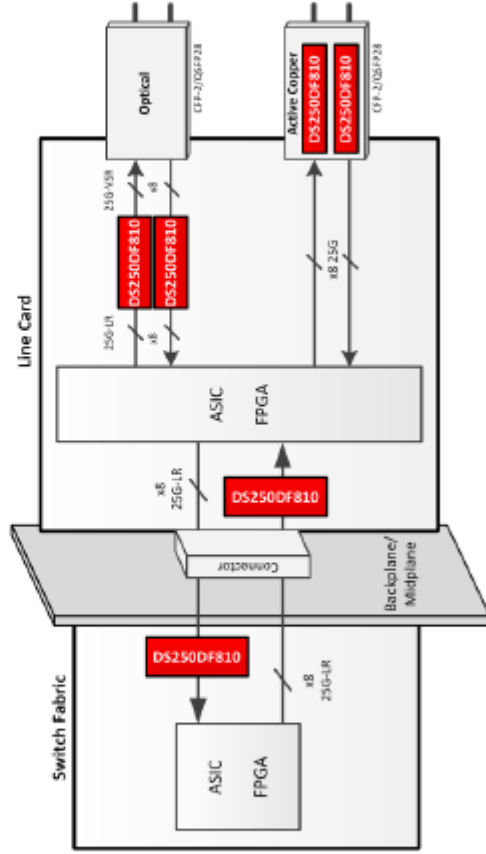 Line Card
Switch Fabric
Optical
CFP-2/QSFP28
Active Copper
DS250DF810
DS250DF810
CFP-2/QSFP28
25G-VSR
x8
DS250DF810
DS250DF810
25G-LR
x8
x8 25G
ASIC
FPGA
x8
25G-LR
DS250DF810
Connector
Backplane/
Midplane
DS250DF810
x8
25G-LR
ASIC
FPGA